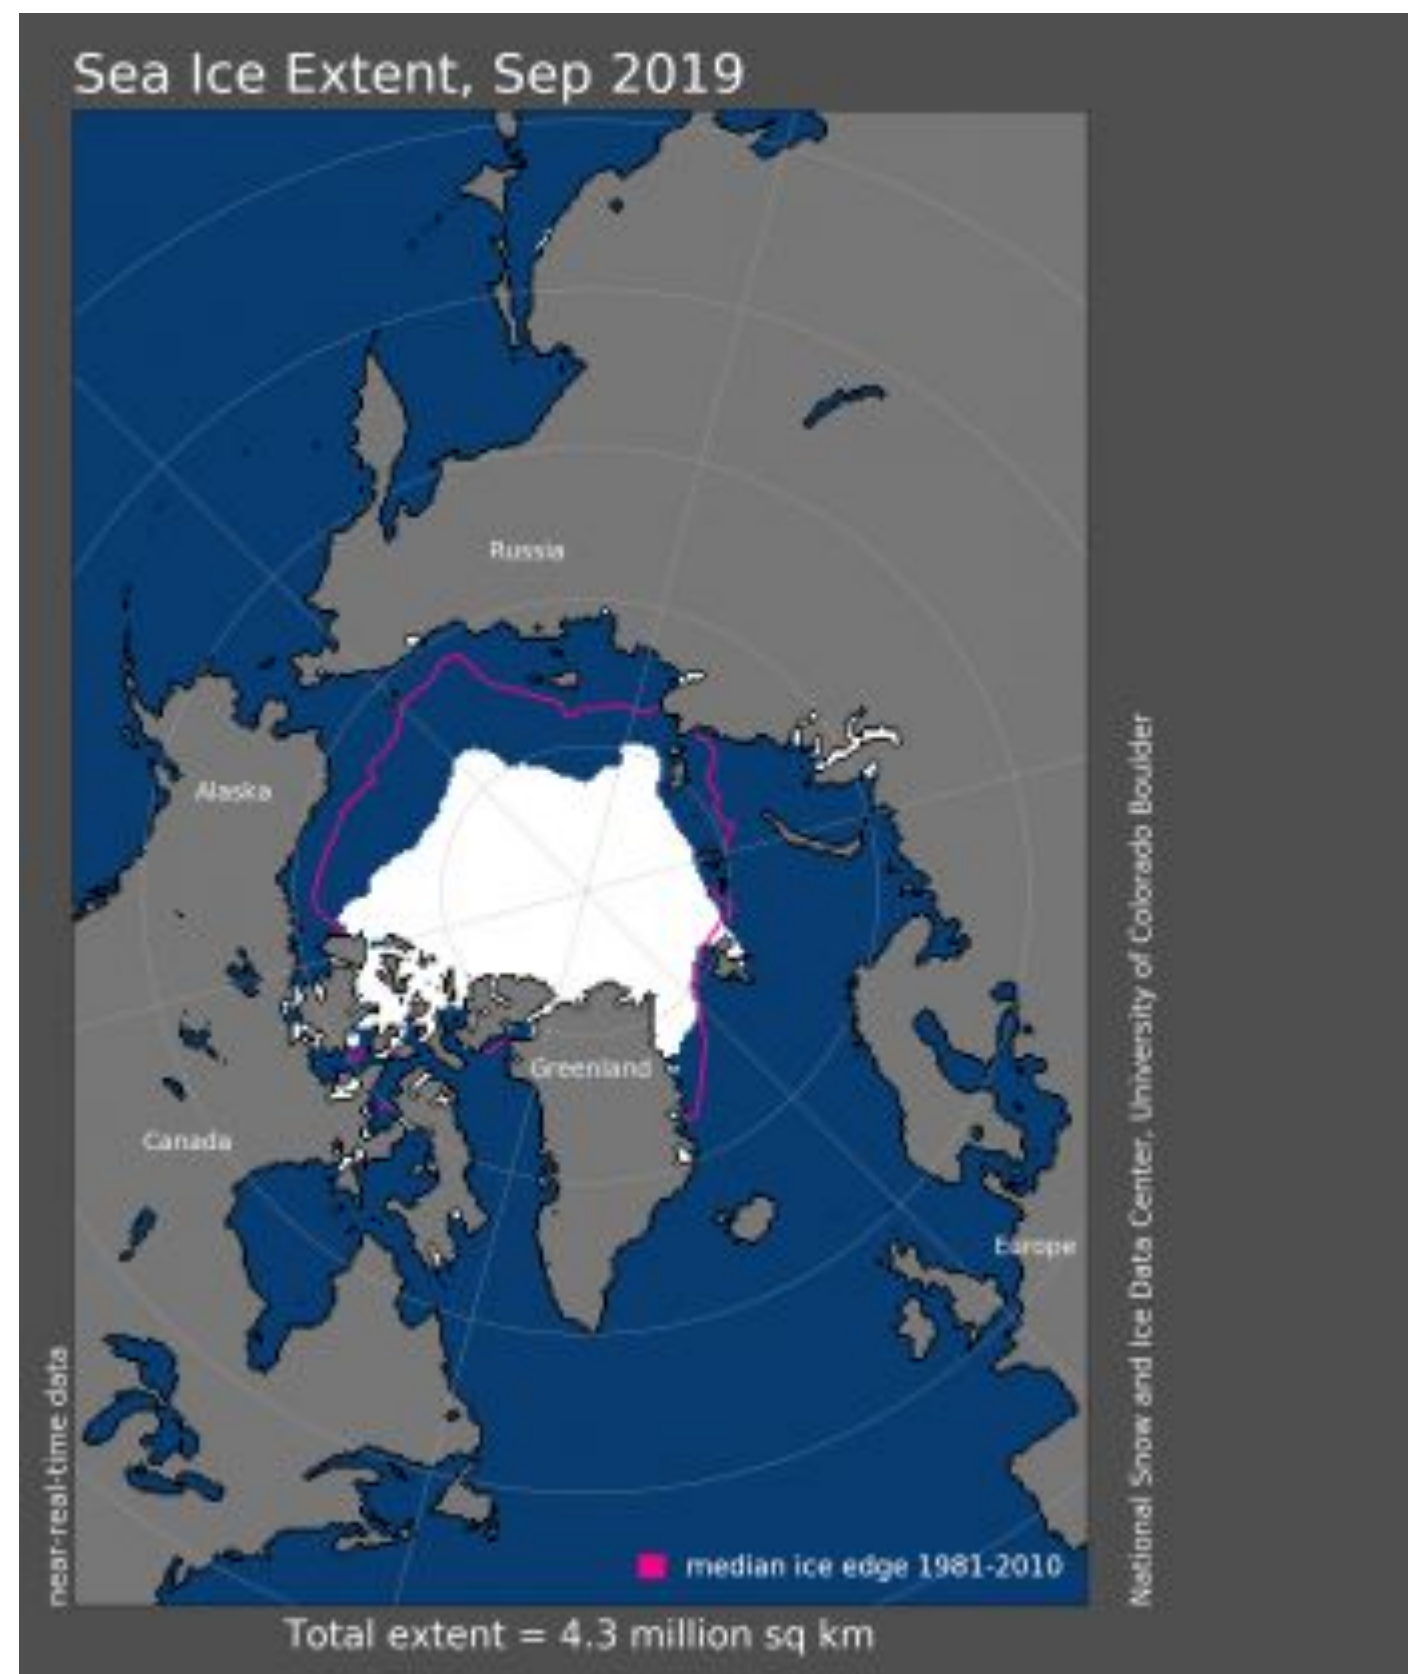 Sea Ice Extent, Sep 2019
Russia
Alaska
Greenland
Canada
Europe
near-real-time data
National Snow and Ice Data Center, University of Colorado Boulder
median ice edge 1981-2010
Total extent = 4.3 million sq km